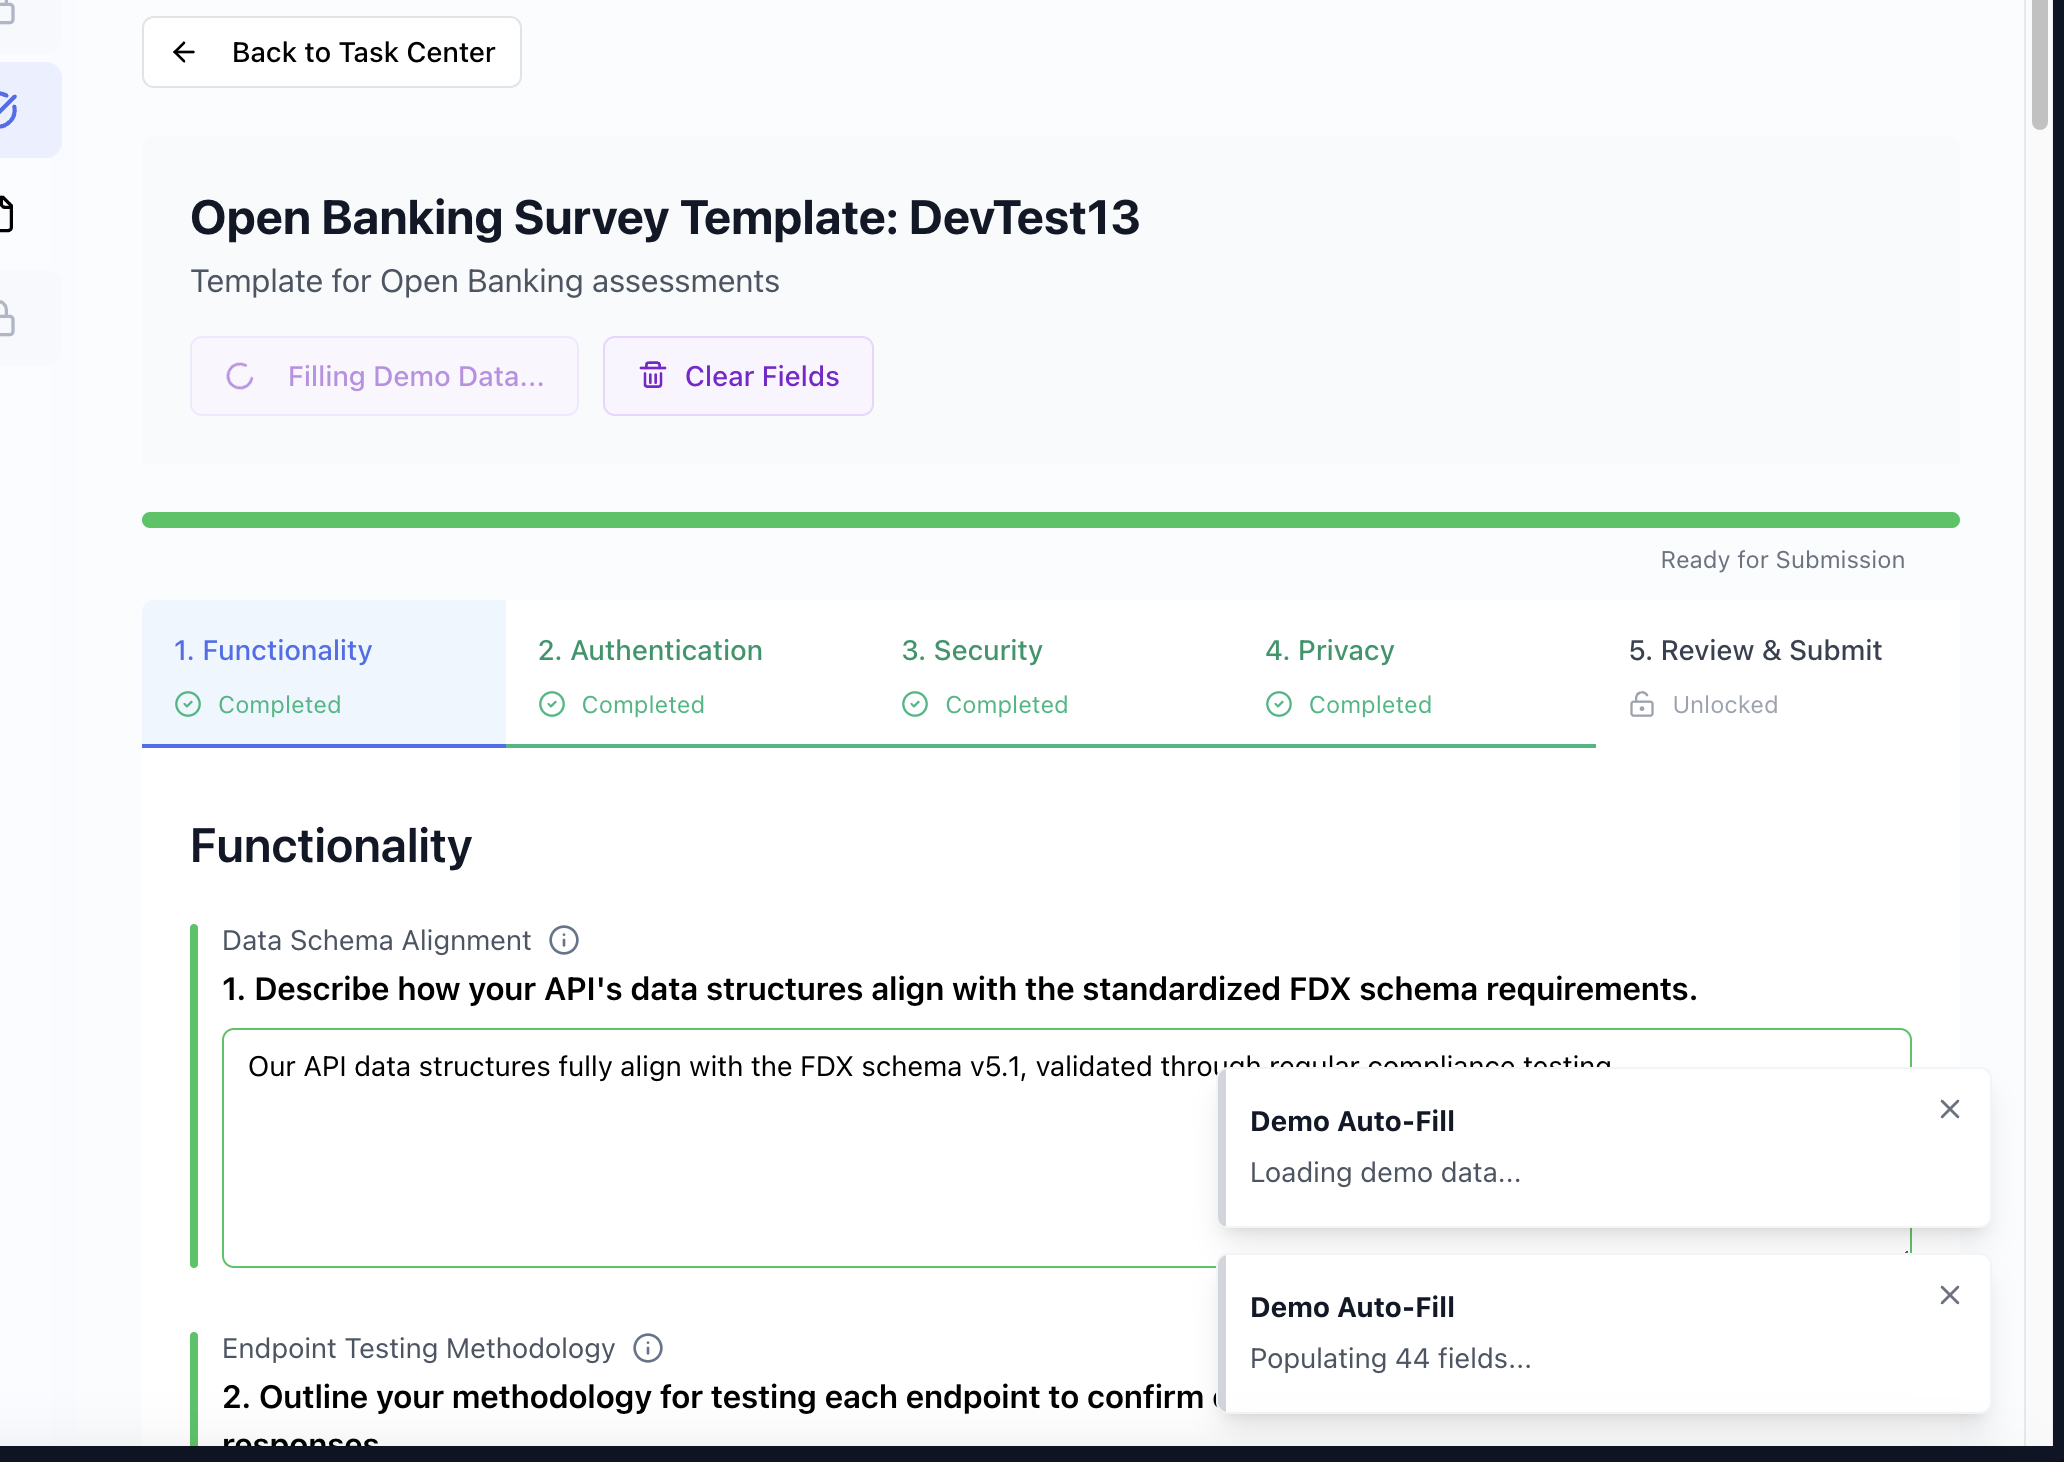 Back to Task Center
Open Banking Survey Template: DevTest13
Template for Open Banking assessments
Filling Demo Data...
Clear Fields
Ready for Submission
1. Functionality
Completed
2. Authentication
Completed
3. Security
Completed
4. Privacy
Completed
5. Review & Submit
Unlocked
Functionality
Data Schema Alignment
1. Describe how your API's data structures align with the standardized FDX schema requirements.
Our API data structures fully align with the FDX schema v5.1, validated through regular compliance testing.
Endpoint Testing Methodology
2. Outline your methodology for testing each endpoint to confirm
responses
Demo Auto-Fill
Loading demo data...
Demo Auto-Fill
Populating 44 fields...